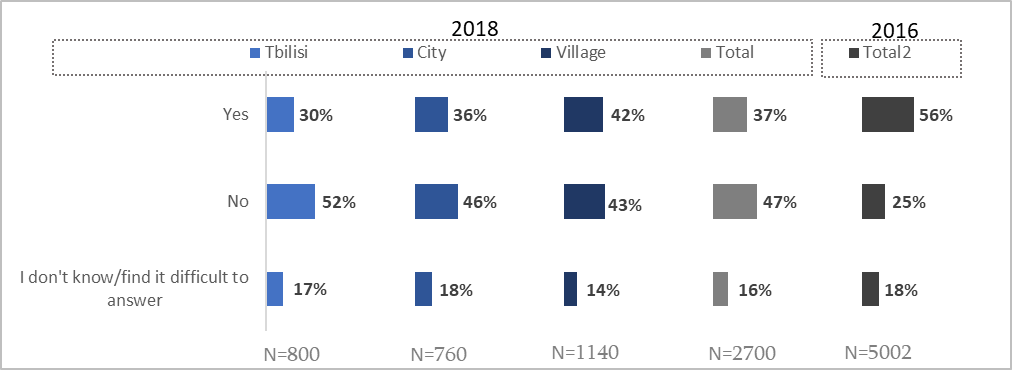 2018
2016
Tbilisi City Village Total Total2
Yes 30% 36% 42% 37% 56%
No 52% 46% 43% 47% 25%
I don't know/find it difficult to
answer
17% 18% 14% 16% 18%
N=800 N=760 N=1140 N=2700 N=5002